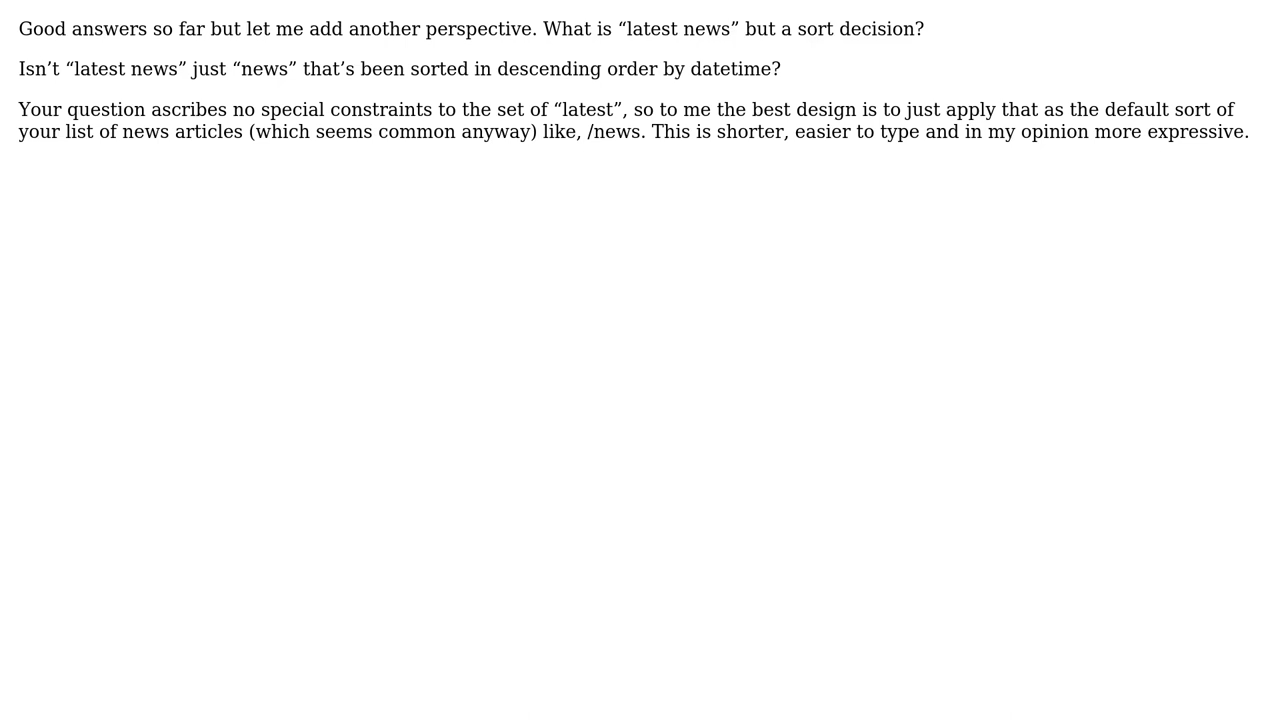 Good answers so far but let me add another perspective. What is “latest news” but a sort decision?
Isn’t “latest news” just “news” that’s been sorted in descending order by datetime?
Your question ascribes no special constraints to the set of “latest”, so to me the best design is to just apply that as the default sort of
your list of news articles (which seems common anyway) like, /news. This is shorter, easier to type and in my opinion more expressive.